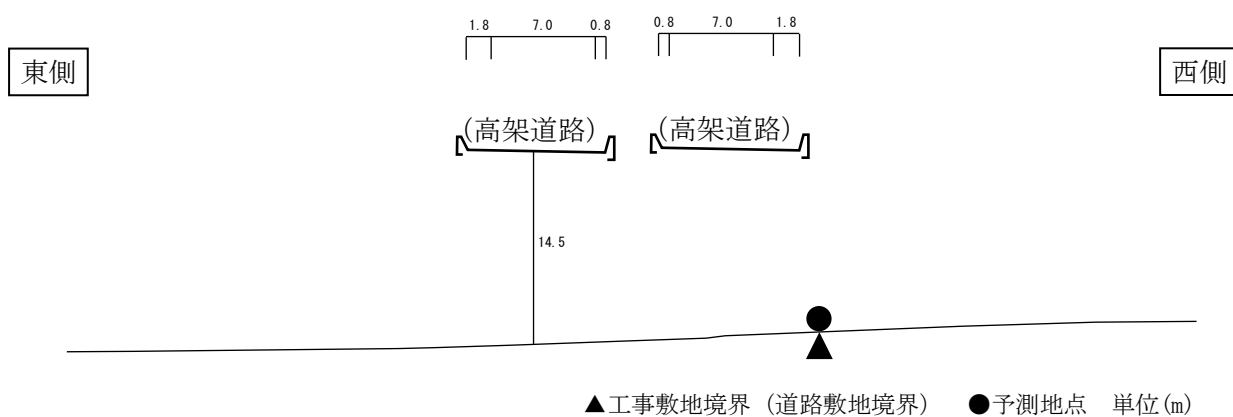 1.8 7.0 0.8
0.8 7.0 1.8
東側
西側
(高架道路)
(高架道路)
14.5
▲工事敷地境界（道路敷地境界） ●予測地点 単位(m)